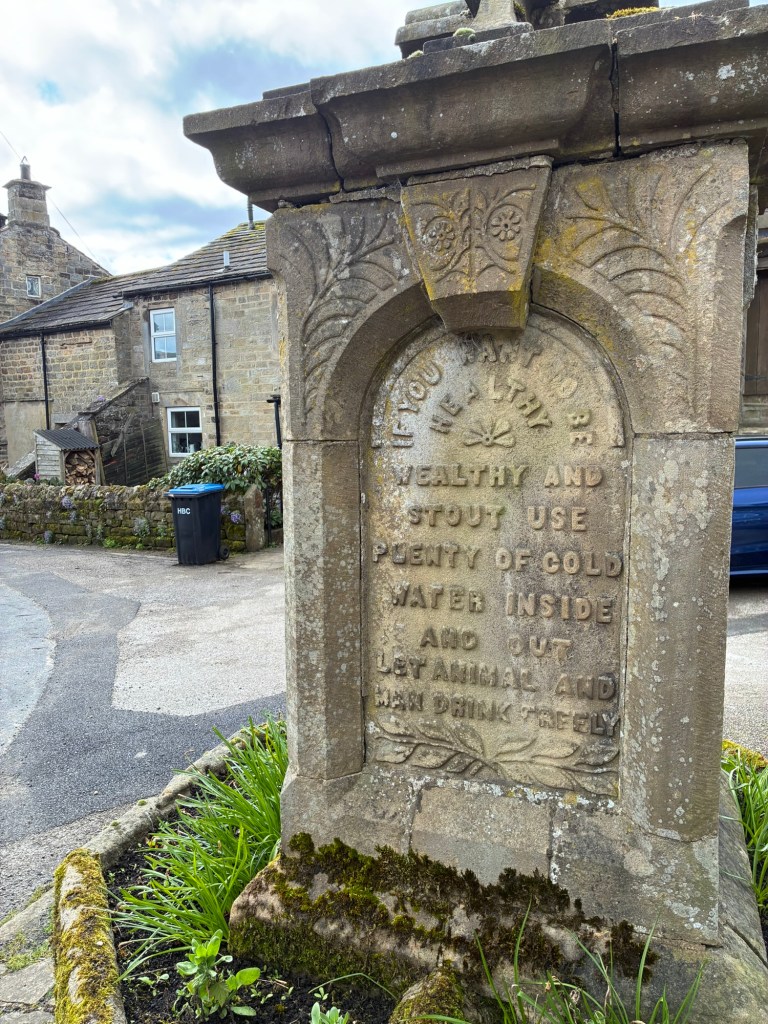 IF YOU WANT TO BE
HEALTHY
WEALTHY AND
STOUT USE
PLENTY OF COLD
WATER INSIDE
AND OUT
LET ANIMAL AND
MAN DRINK FREELY
HBC